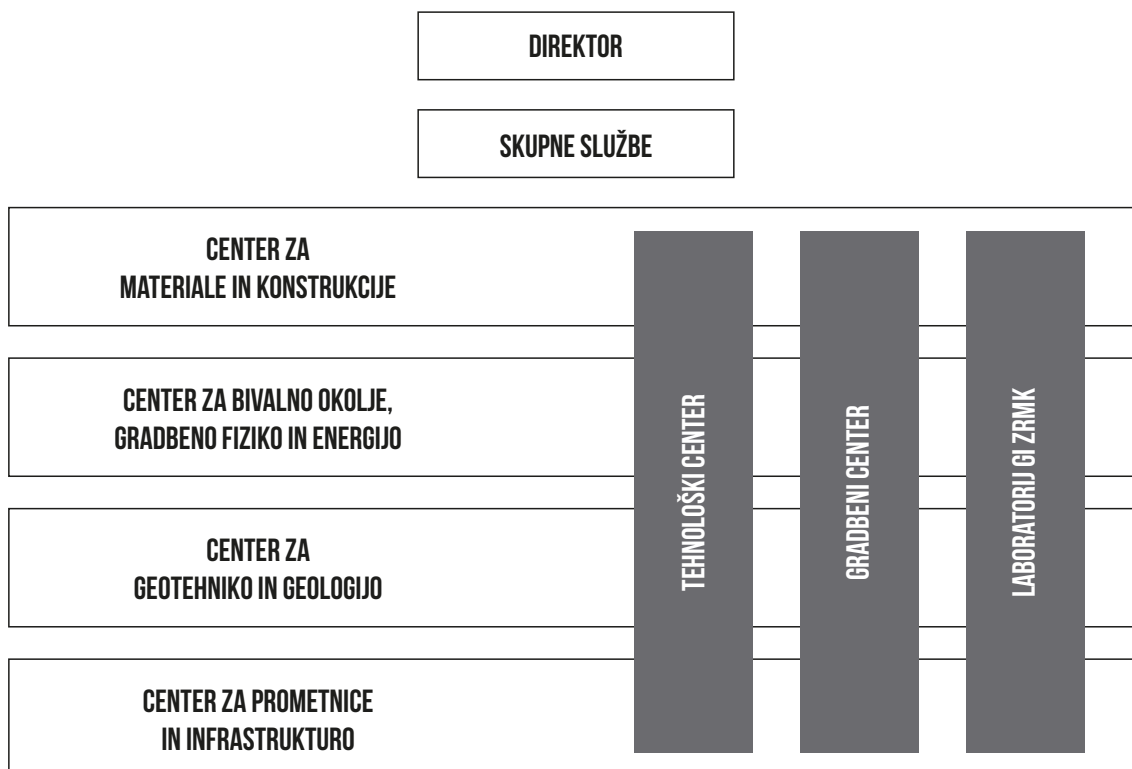 DIREKTOR
SKUPNE SLUŽBE
CENTER ZA
MATERIALE IN KONSTRUKCIJE
CENTER ZA BIVALNO OKOLJE,
GRADBENO FIZIKO IN ENERGIJO
CENTER ZA
GEOTEHNIKO IN GEOLOGIJO
CENTER ZA PROMETNICE
IN INFRASTRUKTURO
TEHNOLOŠKI CENTER
GRADBENI CENTER
LABORATORIJ GI ZRMK